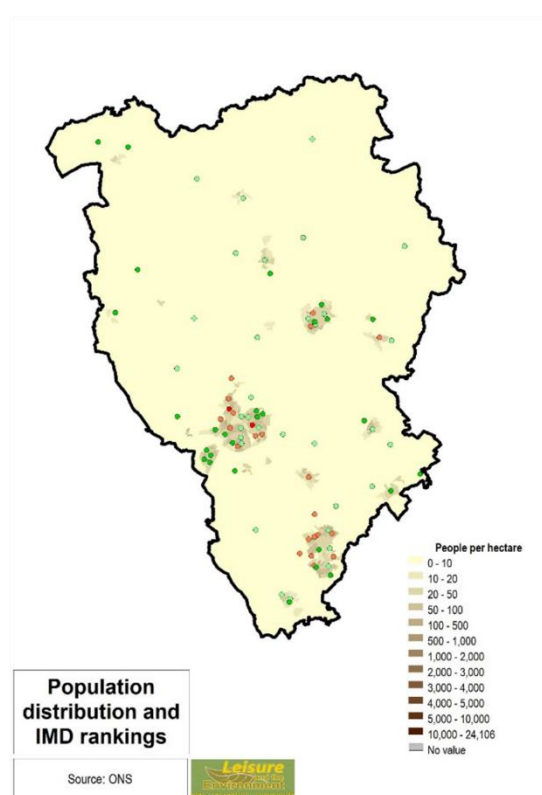 People per hectare
0 - 10
10 - 20
20 - 50
50 - 100
100 - 500
500 - 1,000
1,000 - 2,000
2,000 - 3,000
3,000 - 4,000
4,000 - 5,000
5,000 - 10,000
10,000 - 24,106
No value
Population
distribution and
IMD rankings
Source: ONS
Leisure
and the
Environment